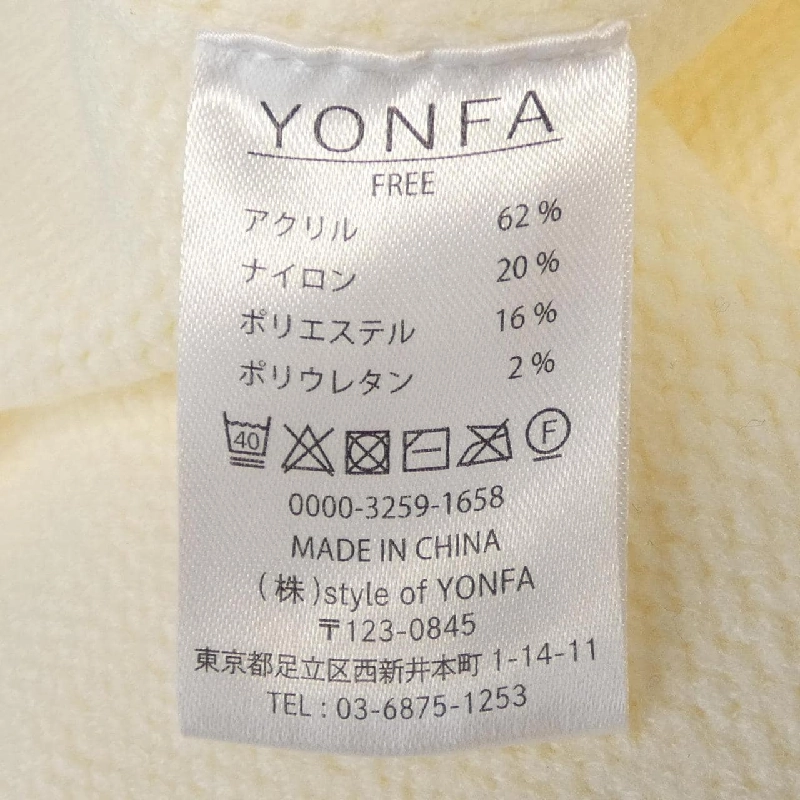 YONFA
FREE
アクリル 62 %
ナイロン 20 %
ポリエステル 16 %
ポリウレタン 2 %
40 F
0000-3259-1658
MADE IN CHINA
(株)style of YONFA
〒123-0845
東京都足立区西新井本町 1-14-11
TEL : 03-6875-1253